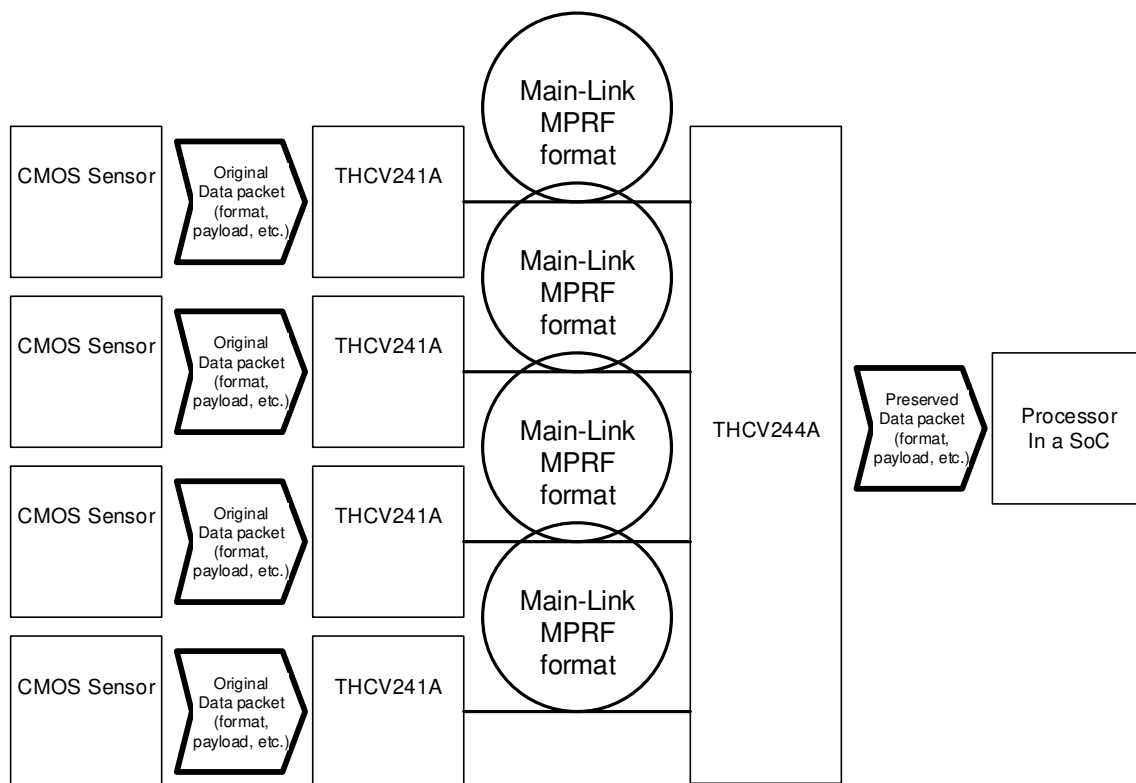 Main-Link
MPRF
format
CMOS Sensor
Original
Data packet
(format,
payload, etc.)
THCV241A
Main-Link
MPRF
format
CMOS Sensor
Original
Data packet
(format,
payload, etc.)
THCV241A
Main-Link
MPRF
format
CMOS Sensor
Original
Data packet
(format,
payload, etc.)
THCV241A
Main-Link
MPRF
format
CMOS Sensor
Original
Data packet
(format,
payload, etc.)
THCV241A
THCV244A
Preserved
Data packet
(format,
payload, etc.)
Processor
In a SoC